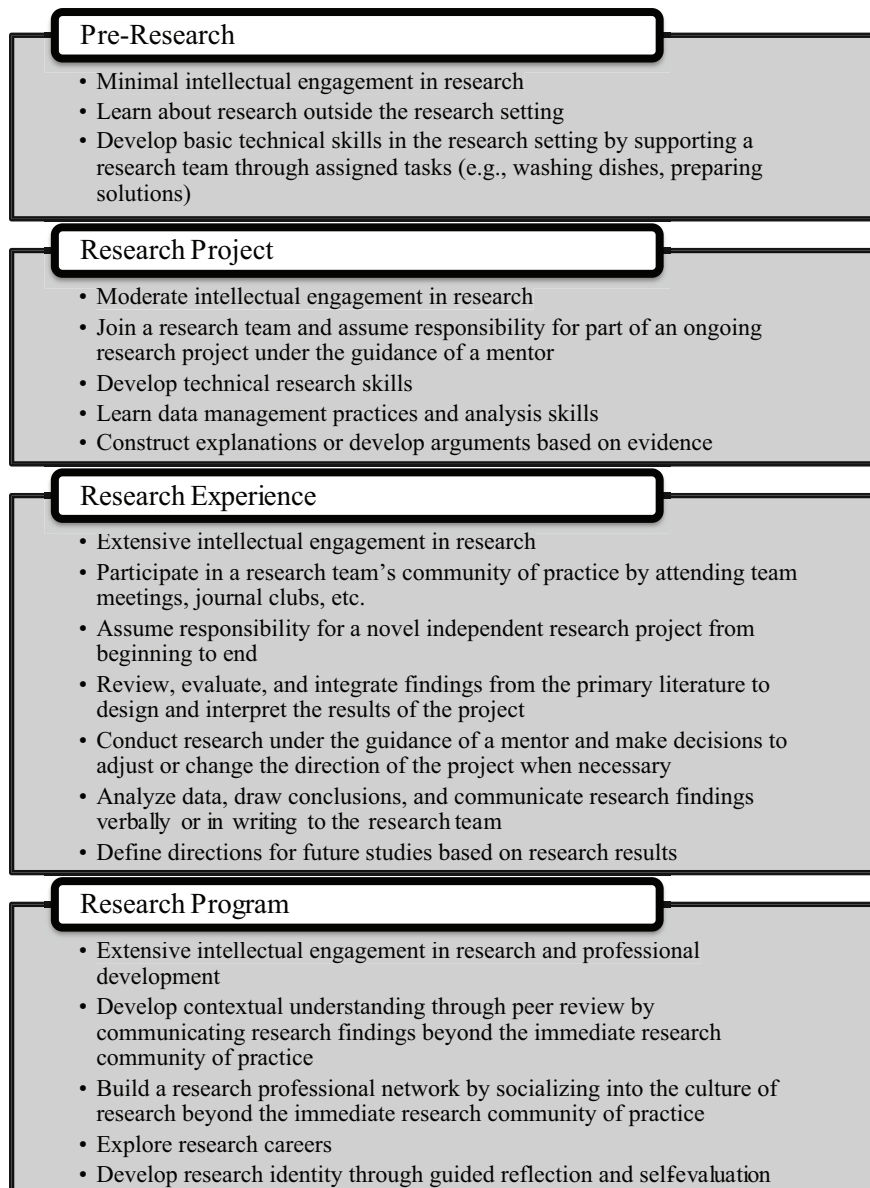 Pre-Research
• Minimal intellectual engagement in research
• Learn about research outside the research setting
• Develop basic technical skills in the research setting by supporting a
research team through assigned tasks (e.g., washing dishes, preparing
solutions)
Research Project
• Moderate intellectual engagement in research
• Join a research team and assume responsibility for part of an ongoing
research project under the guidance of a mentor
• Develop technical research skills
• Learn data management practices and analysis skills
• Construct explanations or develop arguments based on evidence
Research Experience
• Extensive intellectual engagement in research
• Participate in a research team's community of practice by attending team
meetings, journal clubs, etc.
• Assume responsibility for a novel independent research project from
beginning to end
• Review, evaluate, and integrate findings from the primary literature to
design and interpret the results of the project
• Conduct research under the guidance of a mentor and make decisions to
adjust or change the direction of the project when necessary
• Analyze data, draw conclusions, and communicate research findings
verbally or in writing to the research team
• Define directions for future studies based on research results
Research Program
• Extensive intellectual engagement in research and professional
development
• Develop contextual understanding through peer review by
communicating research findings beyond the immediate research
community of practice
• Build a research professional network by socializing into the culture of
research beyond the immediate research community of practice
• Explore research careers
• Develop research identity through guided reflection and self-evaluation